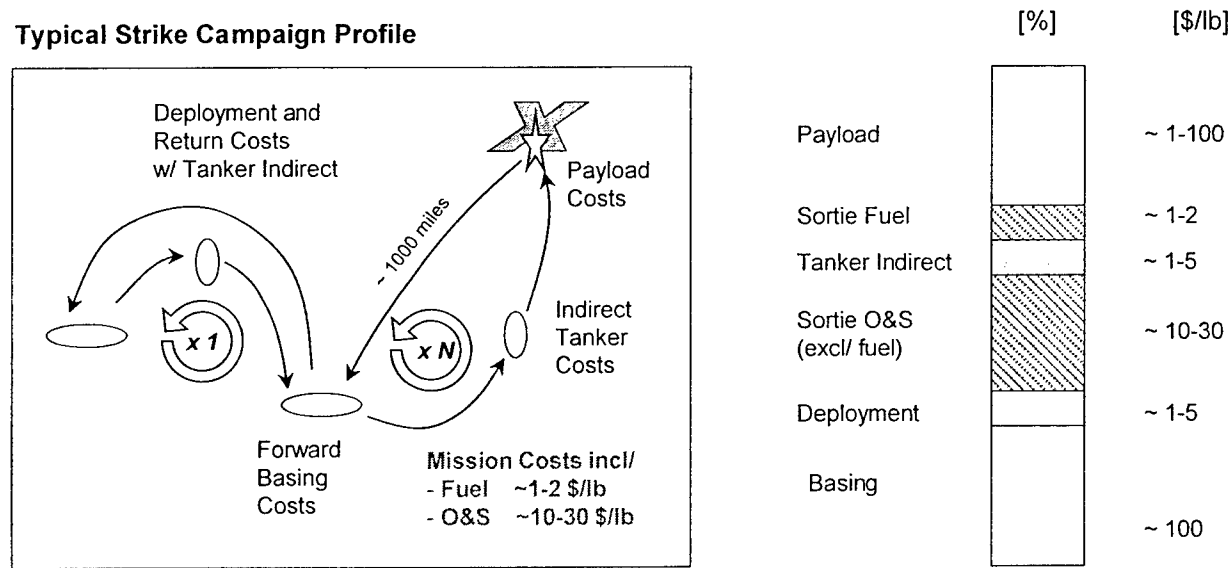 Typical Strike Campaign Profile
Deployment and
Return Costs
w/ Tanker Indirect
Payload
Costs
~ 1000 miles
x 1
x N
Indirect
Tanker
Costs
Forward
Basing
Costs
Mission Costs incl/
- Fuel ~1-2 $/lb
- O&S ~10-30 $/lb
[%] [$/lb]
Payload ~ 1-100
Sortie Fuel ~ 1-2
Tanker Indirect ~ 1-5
Sortie O&S
(excl/ fuel) ~ 10-30
Deployment ~ 1-5
Basing
~ 100